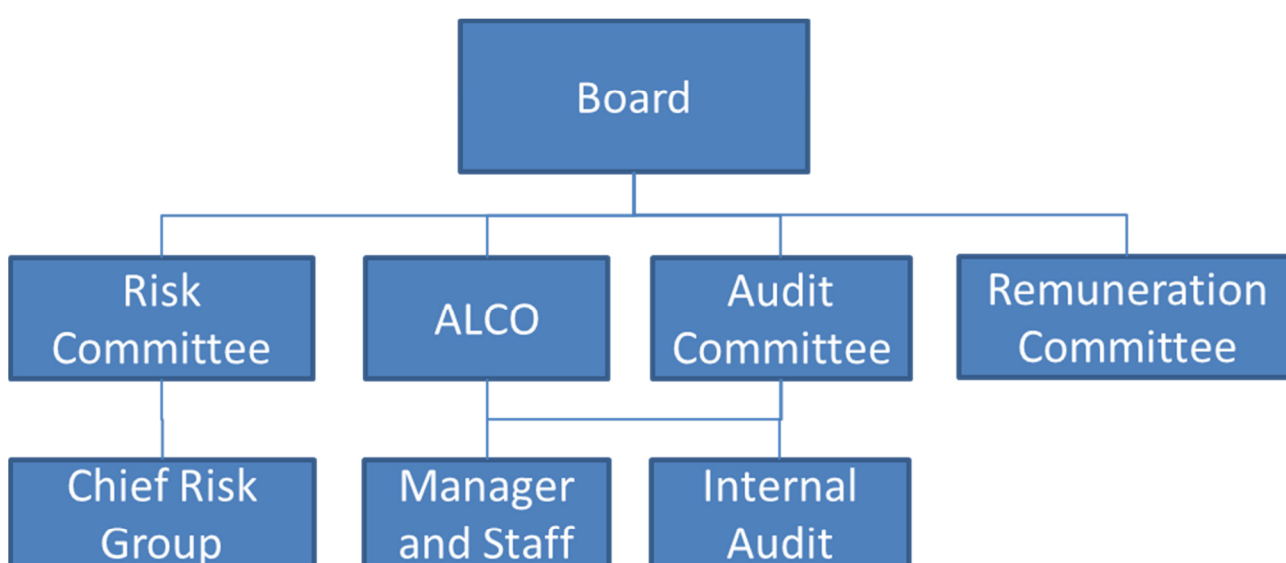 Board
Risk
Committee
ALCO
Audit
Committee
Remuneration
Committee
Chief Risk
Group
Manager
and Staff
Internal
Audit